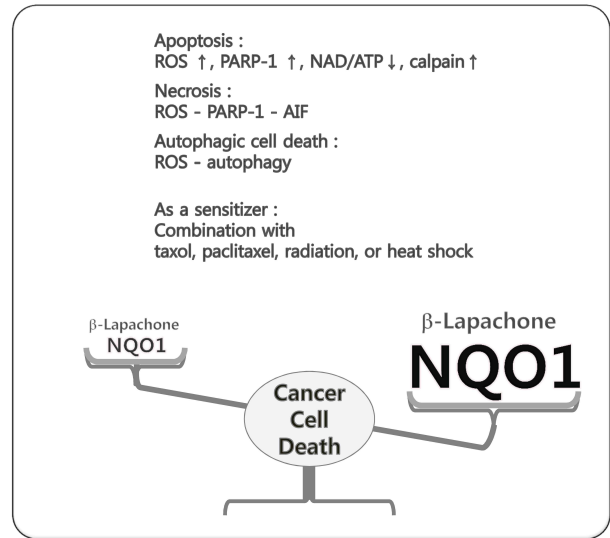 Apoptosis :
ROS ↑, PARP-1 ↑, NAD/ATP ↓, calpain ↑
Necrosis :
ROS - PARP-1 - AIF
Autophagic cell death :
ROS - autophagy
As a sensitizer :
Combination with
taxol, paclitaxel, radiation, or heat shock
β-Lapachone
NQO1
β-Lapachone
NQO1
Cancer
Cell
Death